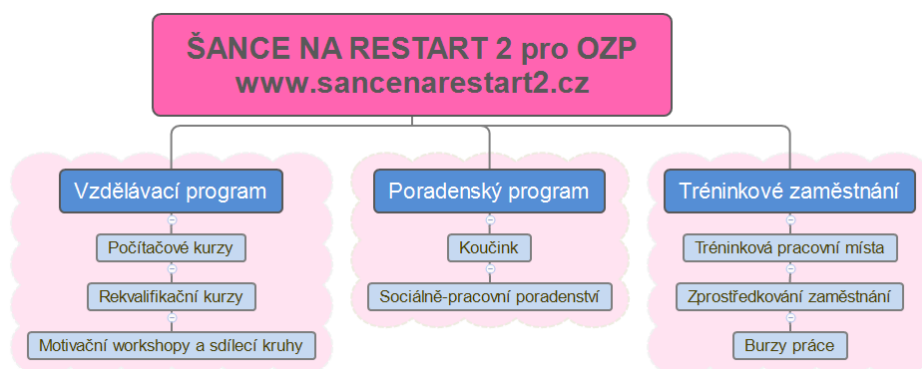 ŠANCE NA RESTART 2 pro OZP
www.sancenarestart2.cz
Vzdělávací program
Počítačové kurzy
Rekvalifikační kurzy
Motivační workshopy a sdílecí kruhy
Poradenský program
Koučink
Sociálně-pracovní poradenství
Tréninkové zaměstnání
Tréninková pracovní místa
Zprostředkování zaměstnání
Burzy práce